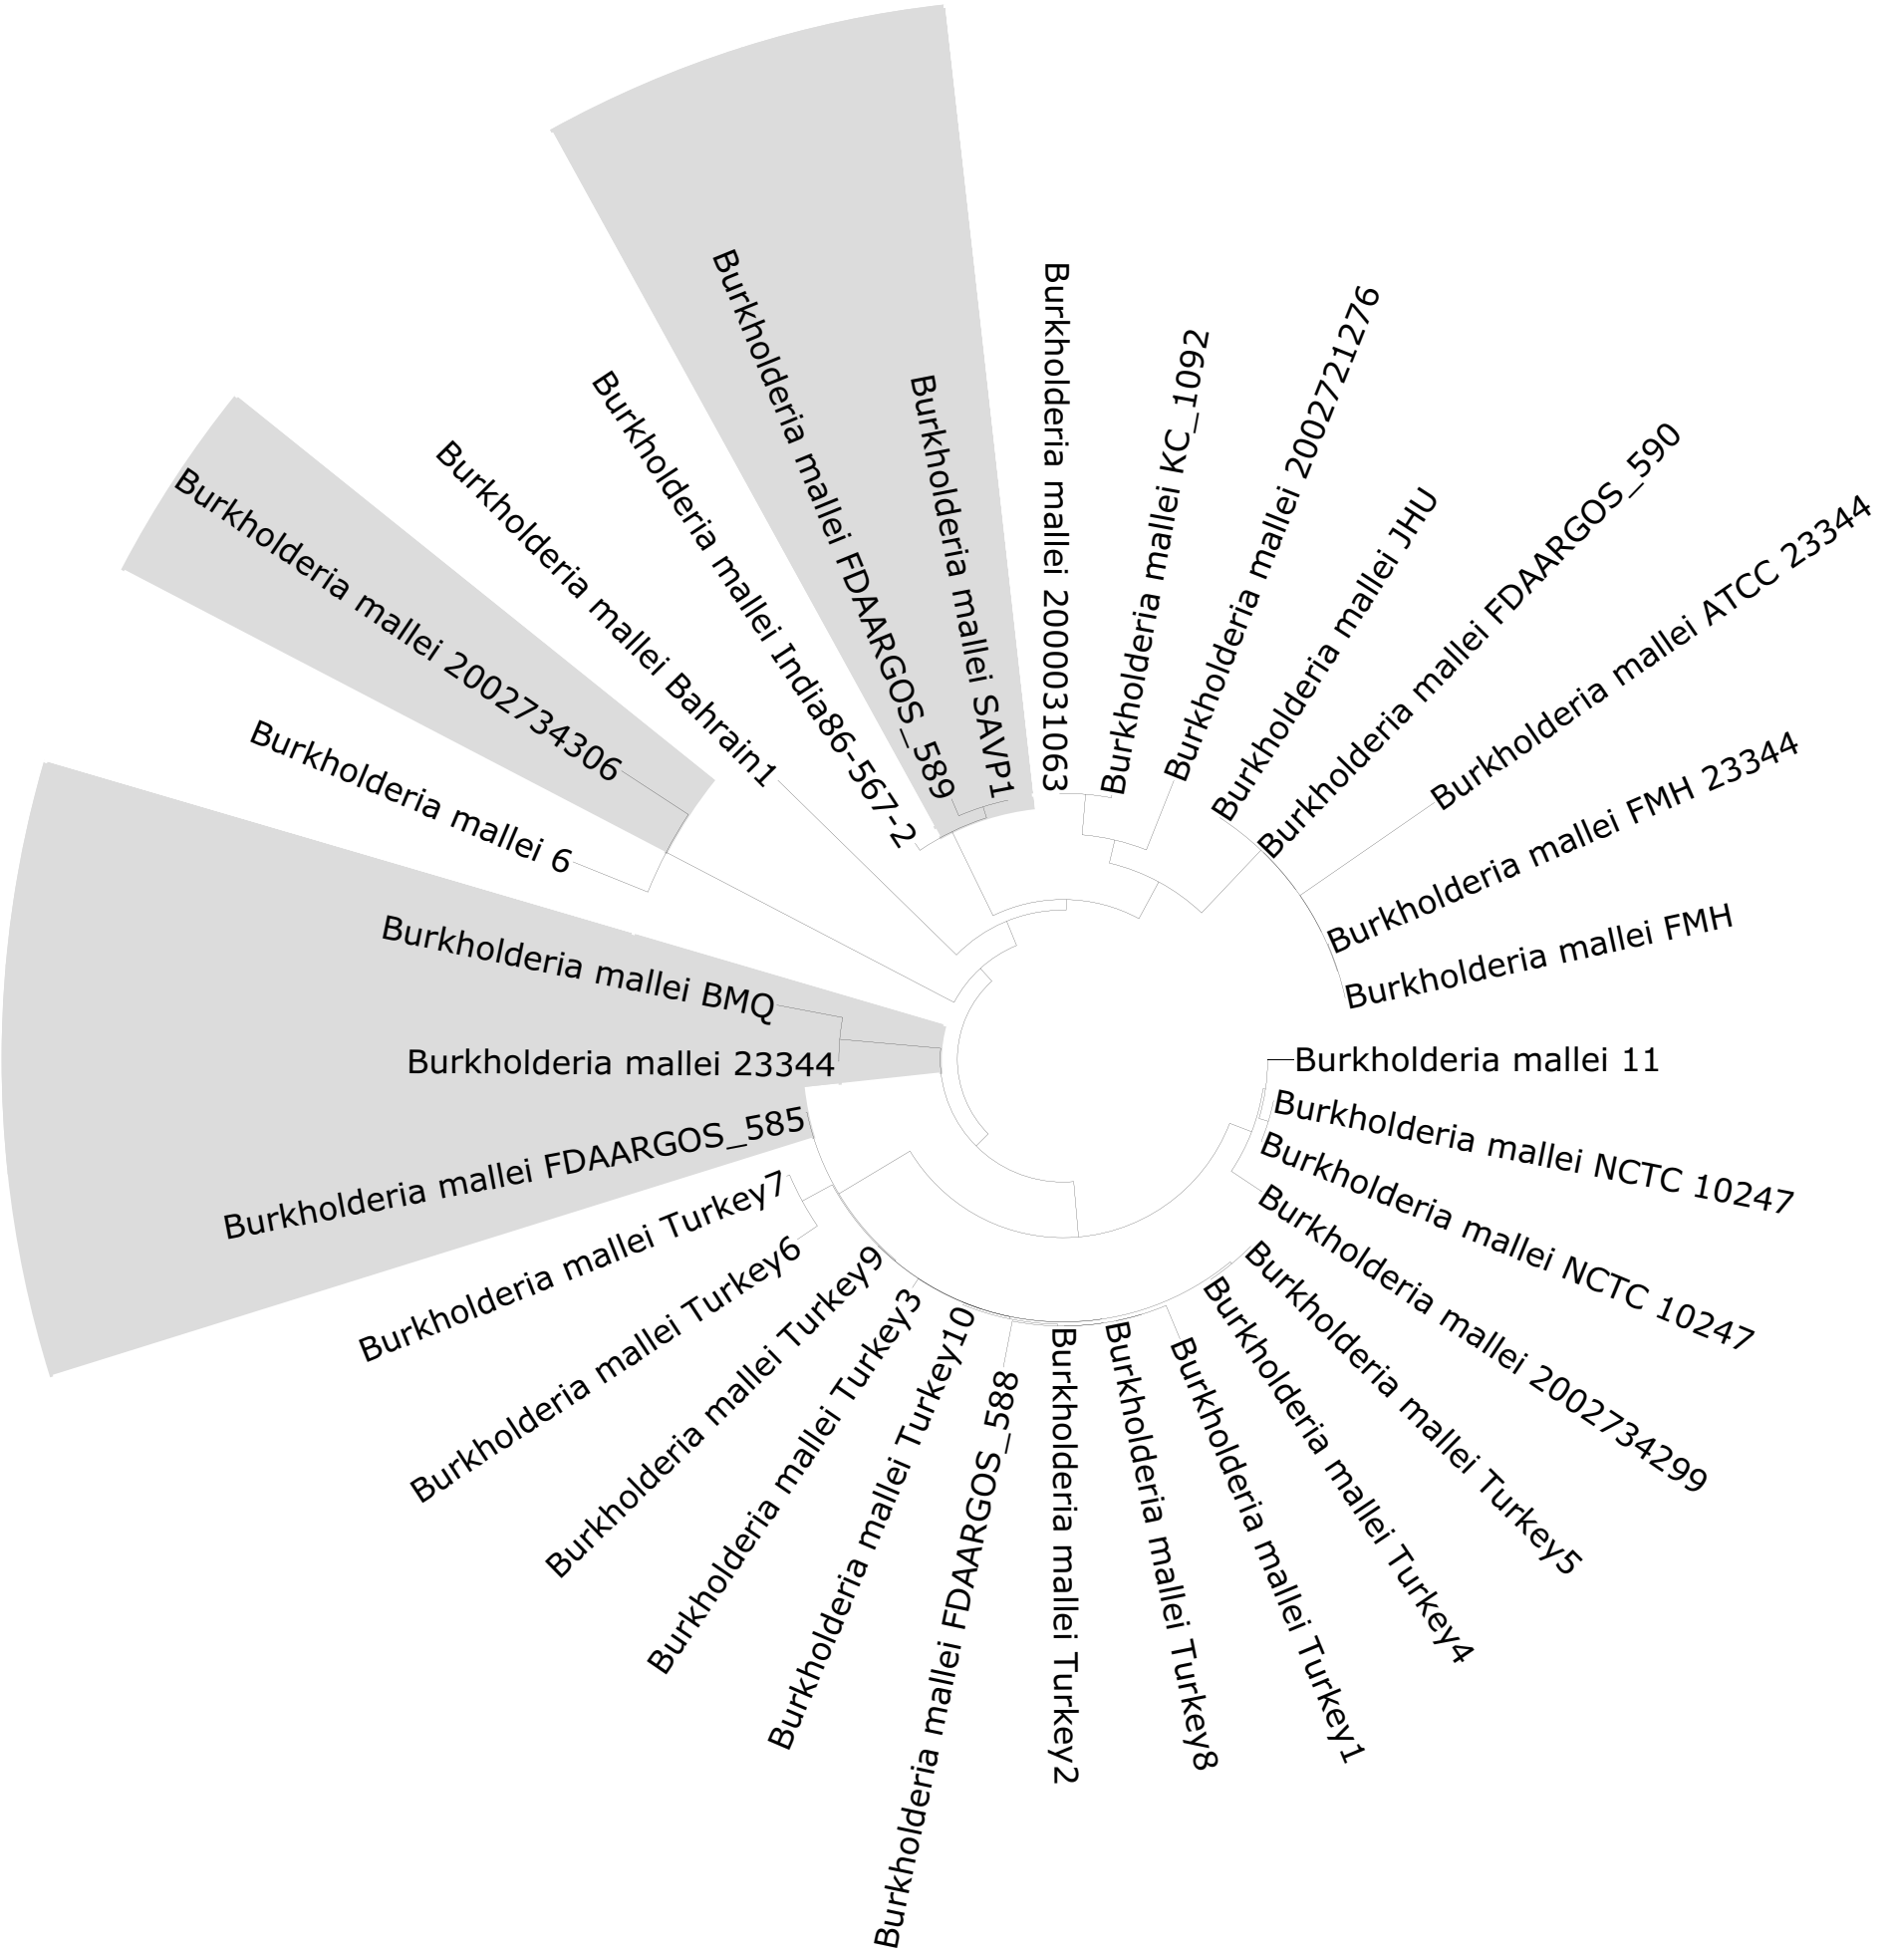 Burkholderia mallei 2000031063
Burkholderia mallei KC_1092
Burkholderia mallei 2002721276
Burkholderia mallei JHU
Burkholderia mallei FDAARGOS_590
Burkholderia mallei ATCC 23344
Burkholderia mallei FMH 23344
Burkholderia mallei FMH
Burkholderia mallei 11
Burkholderia mallei NCTC 10247
Burkholderia mallei NCTC 10247
Burkholderia mallei 2002734299
Burkholderia mallei Turkey5
Burkholderia mallei Turkey4
Burkholderia mallei Turkey1
Burkholderia mallei Turkey8
Burkholderia mallei Turkey2
Burkholderia mallei FDAARGOS_588
Burkholderia mallei Turkey10
Burkholderia mallei Turkey3
Burkholderia mallei Turkey9
Burkholderia mallei Turkey6
Burkholderia mallei Turkey7
Burkholderia mallei FDAARGOS_585
Burkholderia mallei 23344
Burkholderia mallei BMQ
Burkholderia mallei 6
Burkholderia mallei 2002734306
Burkholderia mallei Bahrain1
Burkholderia mallei India86-567-2
Burkholderia mallei FDAARGOS_589
Burkholderia mallei SAVP1